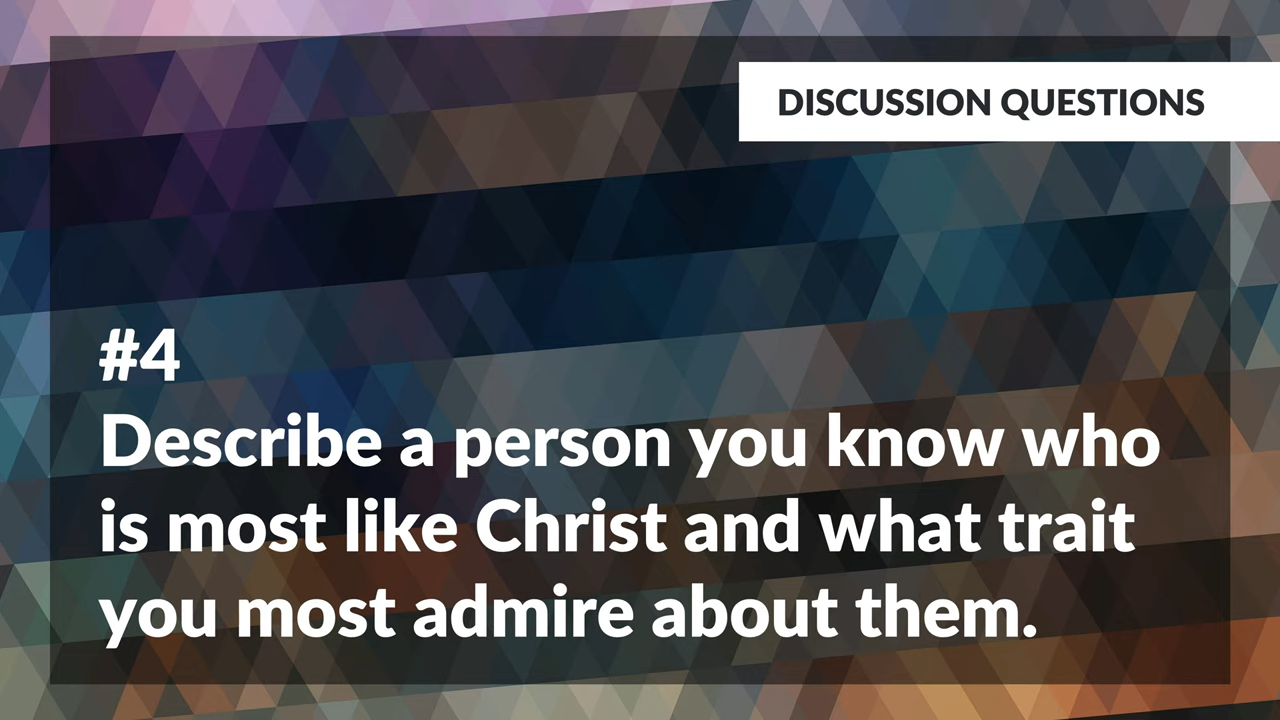 DISCUSSION QUESTIONS
#4
Describe a person you know who
is most like Christ and what trait
you most admire about them.